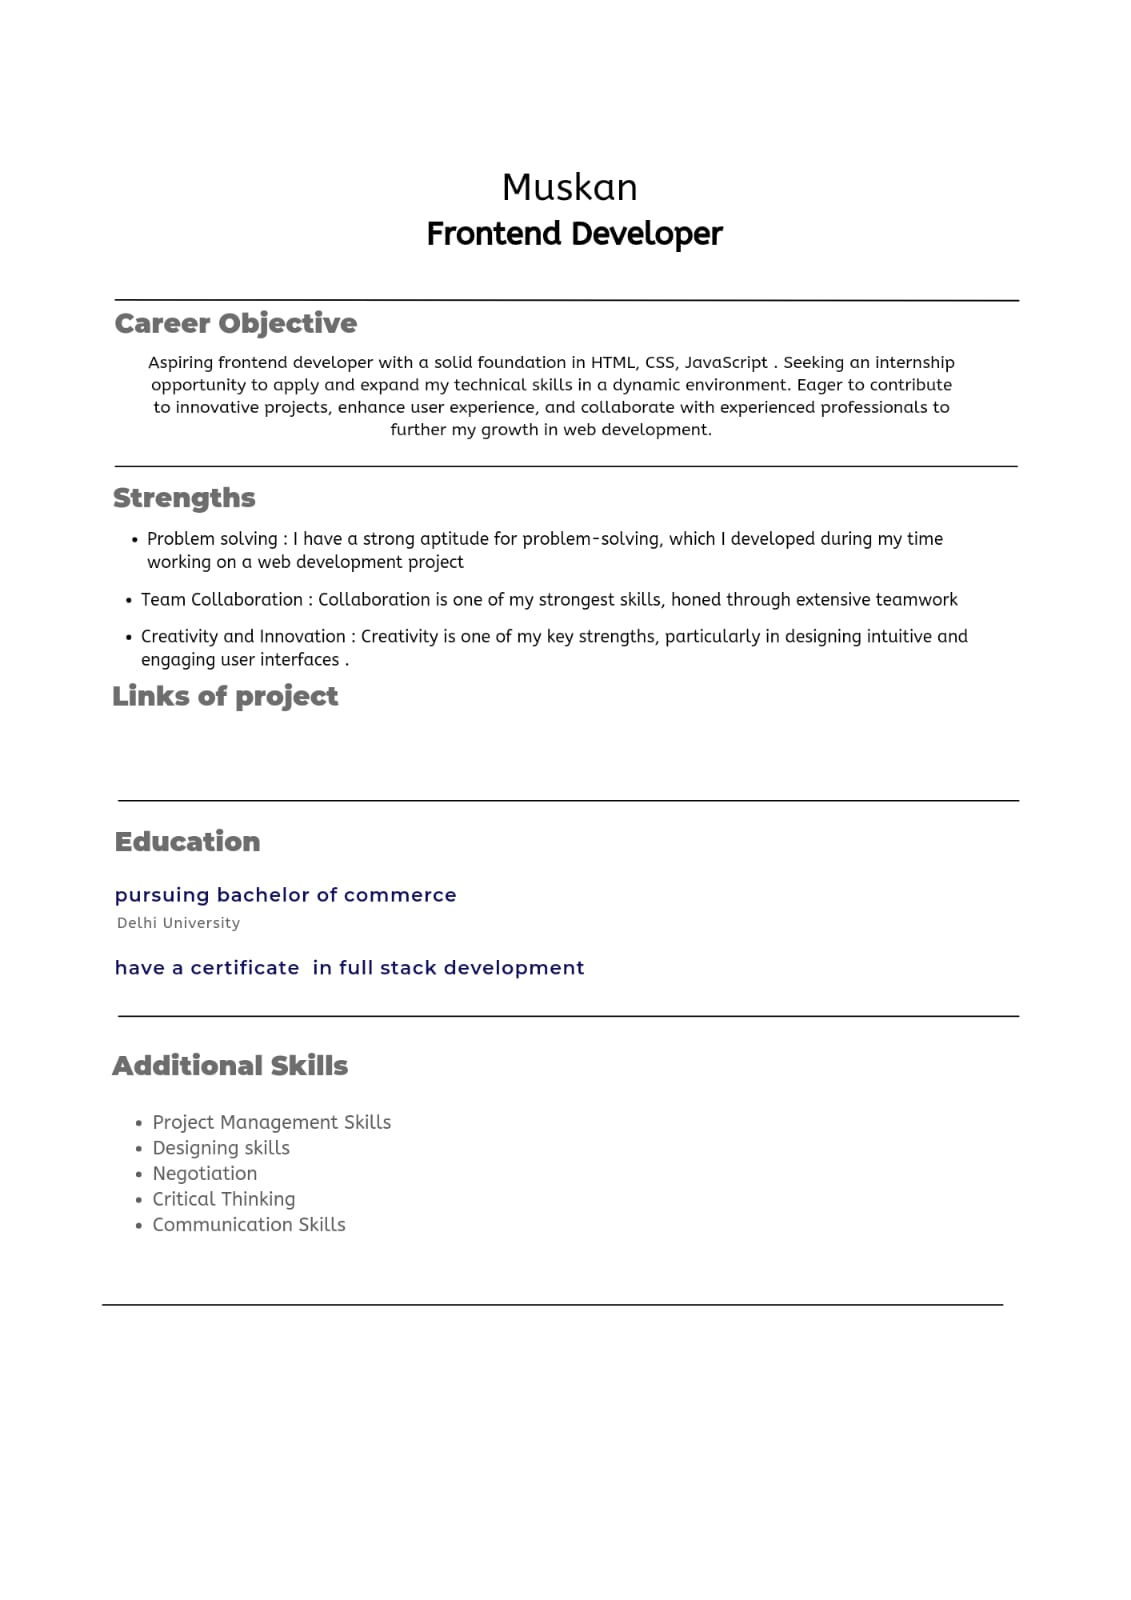 Muskan
Frontend Developer
Career Objective
Aspiring frontend developer with a solid foundation in HTML, CSS, JavaScript . Seeking an internship
opportunity to apply and expand my technical skills in a dynamic environment. Eager to contribute
to innovative projects, enhance user experience, and collaborate with experienced professionals to
further my growth in web development.
Strengths
• Problem solving : I have a strong aptitude for problem-solving, which I developed during my time
working on a web development project
• Team Collaboration : Collaboration is one of my strongest skills, honed through extensive teamwork
• Creativity and Innovation : Creativity is one of my key strengths, particularly in designing intuitive and
engaging user interfaces .
Links of project
Education
pursuing bachelor of commerce
Delhi University
have a certificate  in full stack development
Additional Skills
• Project Management Skills
• Designing skills
• Negotiation
• Critical Thinking
• Communication Skills